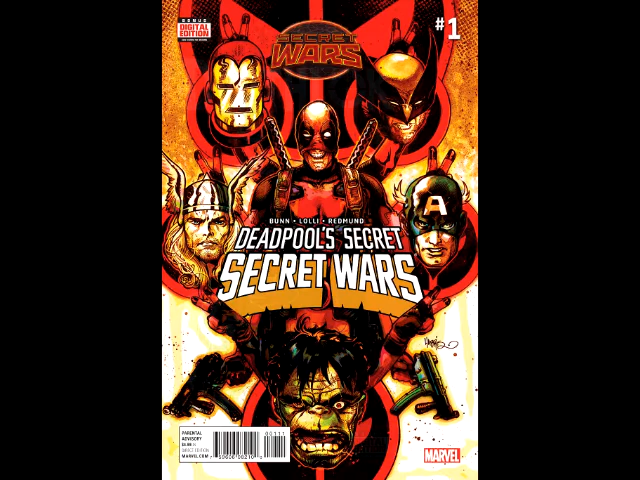 BONUS
DIGITAL
EDITION
#1
SECRET
WARS
A
BUNN • LOLLI • REDMUND
DEADPOOL'S SECRET
SECRET WARS
PARENTAL
ADVISORY
DIRECT EDITION
MARVEL.COM
00111
MARVEL